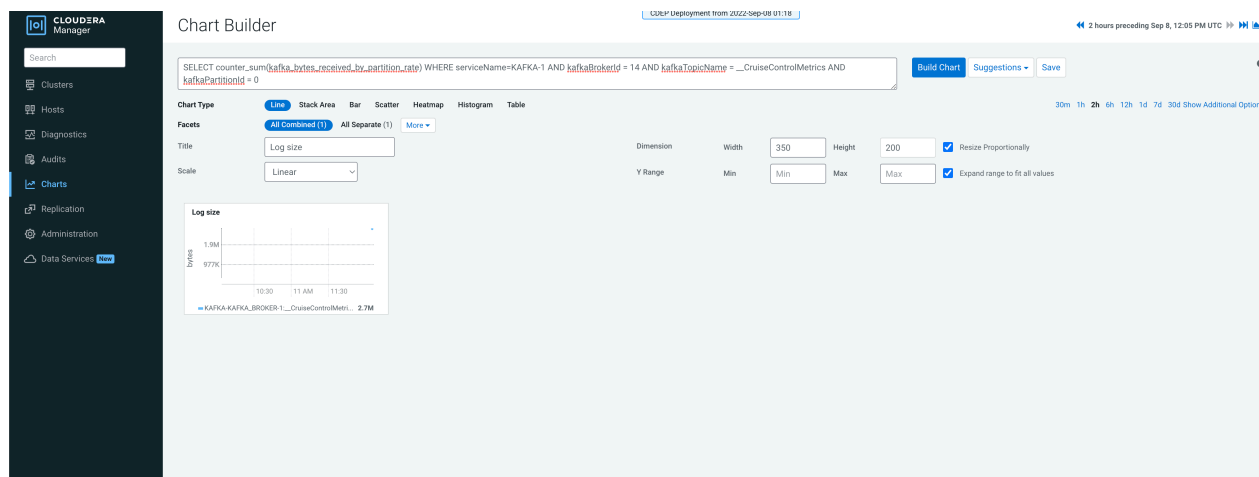 CLOUDERA
Manager
Search
Clusters
Hosts
Diagnostics
Audits
Charts
Replication
Administration
Data Services New
Chart Builder
CDEP Deployment from 2022-Sep-08 01:18
2 hours preceding Sep 8, 12:05 PM UTC
SELECT counter_sum(kafka_bytes_received_by_partition_rate) WHERE serviceName=KAFKA-1 AND kafkaBrokerId = 14 AND kafkaTopicName = __CruiseControlMetrics AND
kafkaPartitionId = 0
Build Chart Suggestions Save
Chart Type Line Stack Area Bar Scatter Heatmap Histogram Table
30m 1h 2h 6h 12h 1d 7d 30d Show Additional Option
Facets All Combined (1) All Separate (1) More
Title Log size Dimension Width 350 Height 200 Resize Proportionally
Scale Linear Y Range Min Min Max Max Expand range to fit all values
Log size
bytes
1.9M
977K
10:30 11 AM 11:30
KAFKA-KAFKA_BROKER-1:__CruiseControlMetri... 2.7M